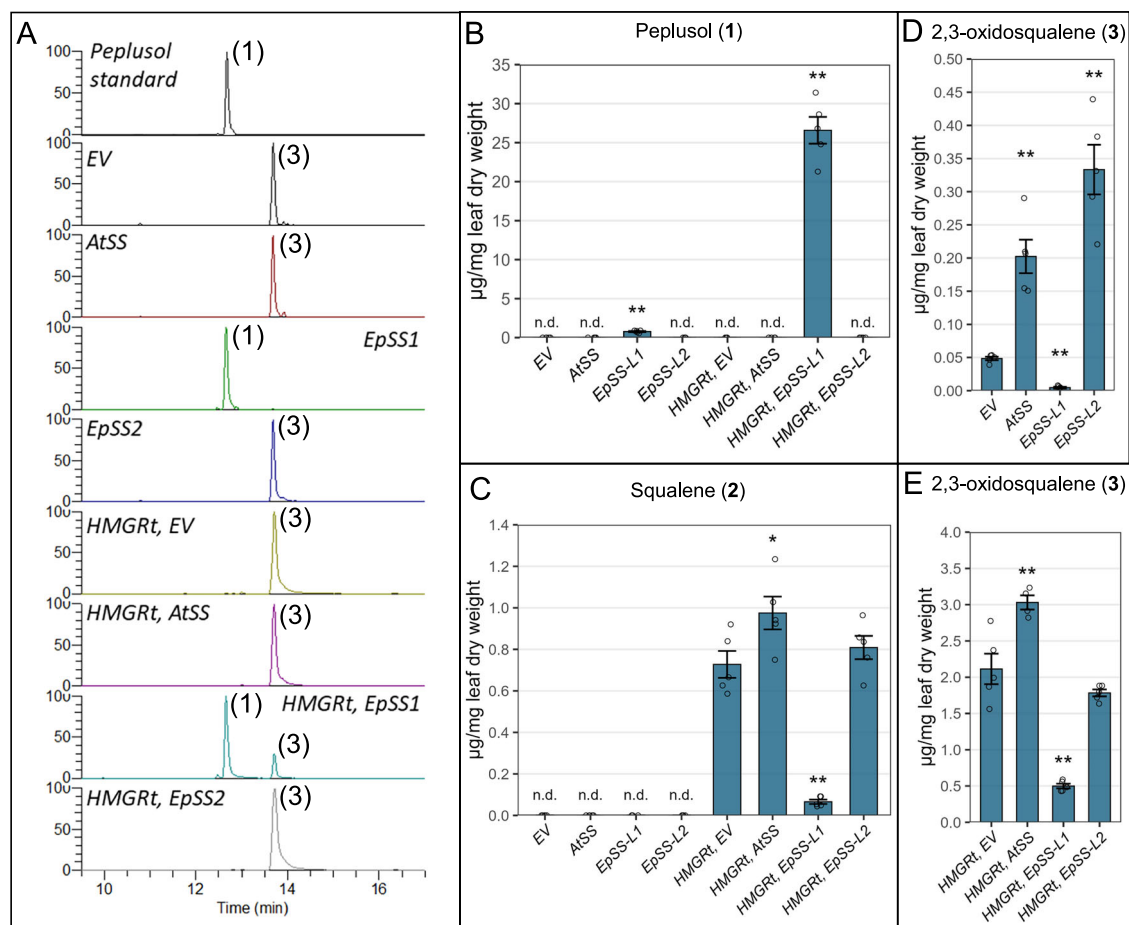 A
Peplusol
standard
(1)
100
50
0
EV
(3)
100
50
0
AtSS
(3)
100
50
0
(1)
EpSS1
100
50
0
EpSS2
(3)
100
50
0
HMGRt, EV
(3)
100
50
0
HMGRt, AtSS
(3)
100
50
0
(1)
HMGRt, EpSS1
(3)
100
50
0
HMGRt, EpSS2
(3)
100
50
0
10 12 14 16
Time (min)
B
Peplusol (1)
µg/mg leaf dry weight
35
30
25
20
15
10
5
0
n.d. n.d. ** n.d. n.d. n.d. ** n.d.
EV
AtSS
EpSS-L1
EpSS-L2
HMGRt, EV
HMGRt, AtSS
HMGRt, EpSS-L1
HMGRt, EpSS-L2
C
Squalene (2)
µg/mg leaf dry weight
1.4
1.2
1.0
0.8
0.6
0.4
0.2
0.0
n.d. n.d. n.d. n.d. * **
EV
AtSS
EpSS-L1
EpSS-L2
HMGRt, EV
HMGRt, AtSS
HMGRt, EpSS-L1
HMGRt, EpSS-L2
D
2,3-oxidosqualene (3)
µg/mg leaf dry weight
0.50
0.45
0.40
0.35
0.30
0.25
0.20
0.15
0.10
0.05
0.00
** ** **
EV
AtSS
EpSS-L1
EpSS-L2
E
2,3-oxidosqualene (3)
µg/mg leaf dry weight
4.0
3.5
3.0
2.5
2.0
1.5
1.0
0.5
0.0
** **
HMGRt, EV
HMGRt, AtSS
HMGRt, EpSS-L1
HMGRt, EpSS-L2